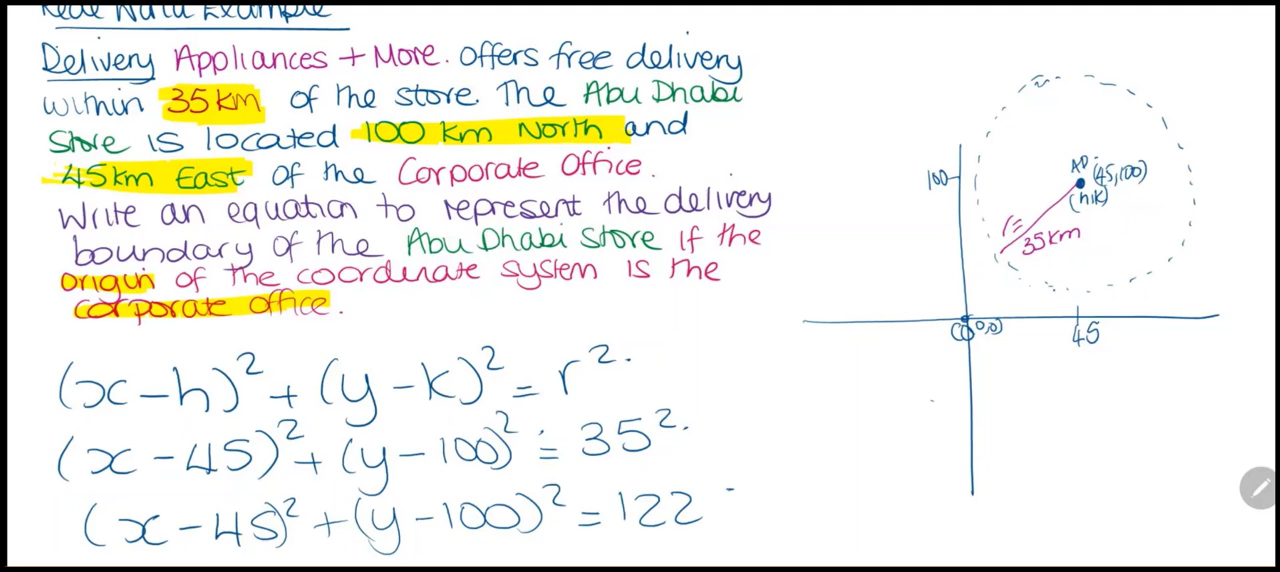 Real World Example
Delivery Appliances + More. offers free delivery
within 35km of the store. The Abu Dhabi
Store is located 100 km North and
45km East of the Corporate Office.
Write an equation to represent the delivery
boundary of the Abu Dhabi Store if the
origin of the coordinate system is the
corporate office.
(x-h)² + (y-k)² = r².
(x-45)² + (y-100)² = 35².
(x-45)² + (y-100)² = 122
100
AD (45,100)
(h,k)
r=
35km
(0,0)
45